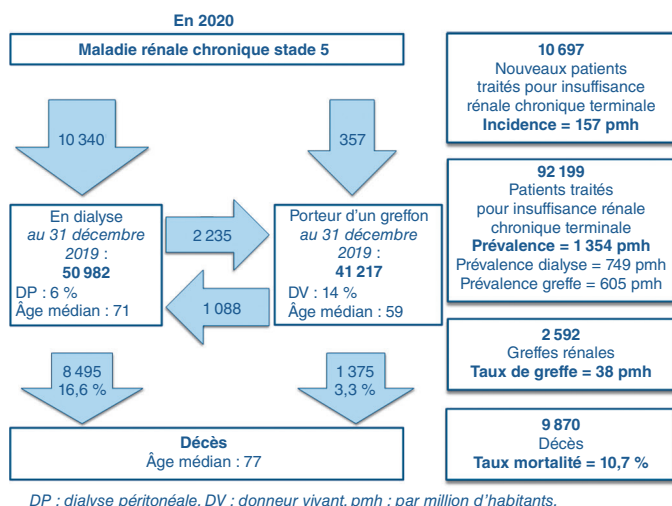 En 2020
Maladie rénale chronique stade 5
10 340
357
En dialyse
au 31 décembre
2019 :
50 982
DP : 6 %
Âge médian : 71
2 235
1 088
Porteur d’un greffon
au 31 décembre
2019 :
41 217
DV : 14 %
Âge médian : 59
8 495
16,6 %
1 375
3,3 %
Décès
Âge médian : 77
10 697
Nouveaux patients
traités pour insuffisance
rénale chronique terminale
Incidence = 157 pmh
92 199
Patients traités
pour insuffisance rénale
chronique terminale
Prévalence = 1 354 pmh
Prévalence dialyse = 749 pmh
Prévalence greffe = 605 pmh
2 592
Greffes rénales
Taux de greffe = 38 pmh
9 870
Décès
Taux mortalité = 10,7 %
DP : dialyse péritonéale. DV : donneur vivant. pmh : par million d’habitants.